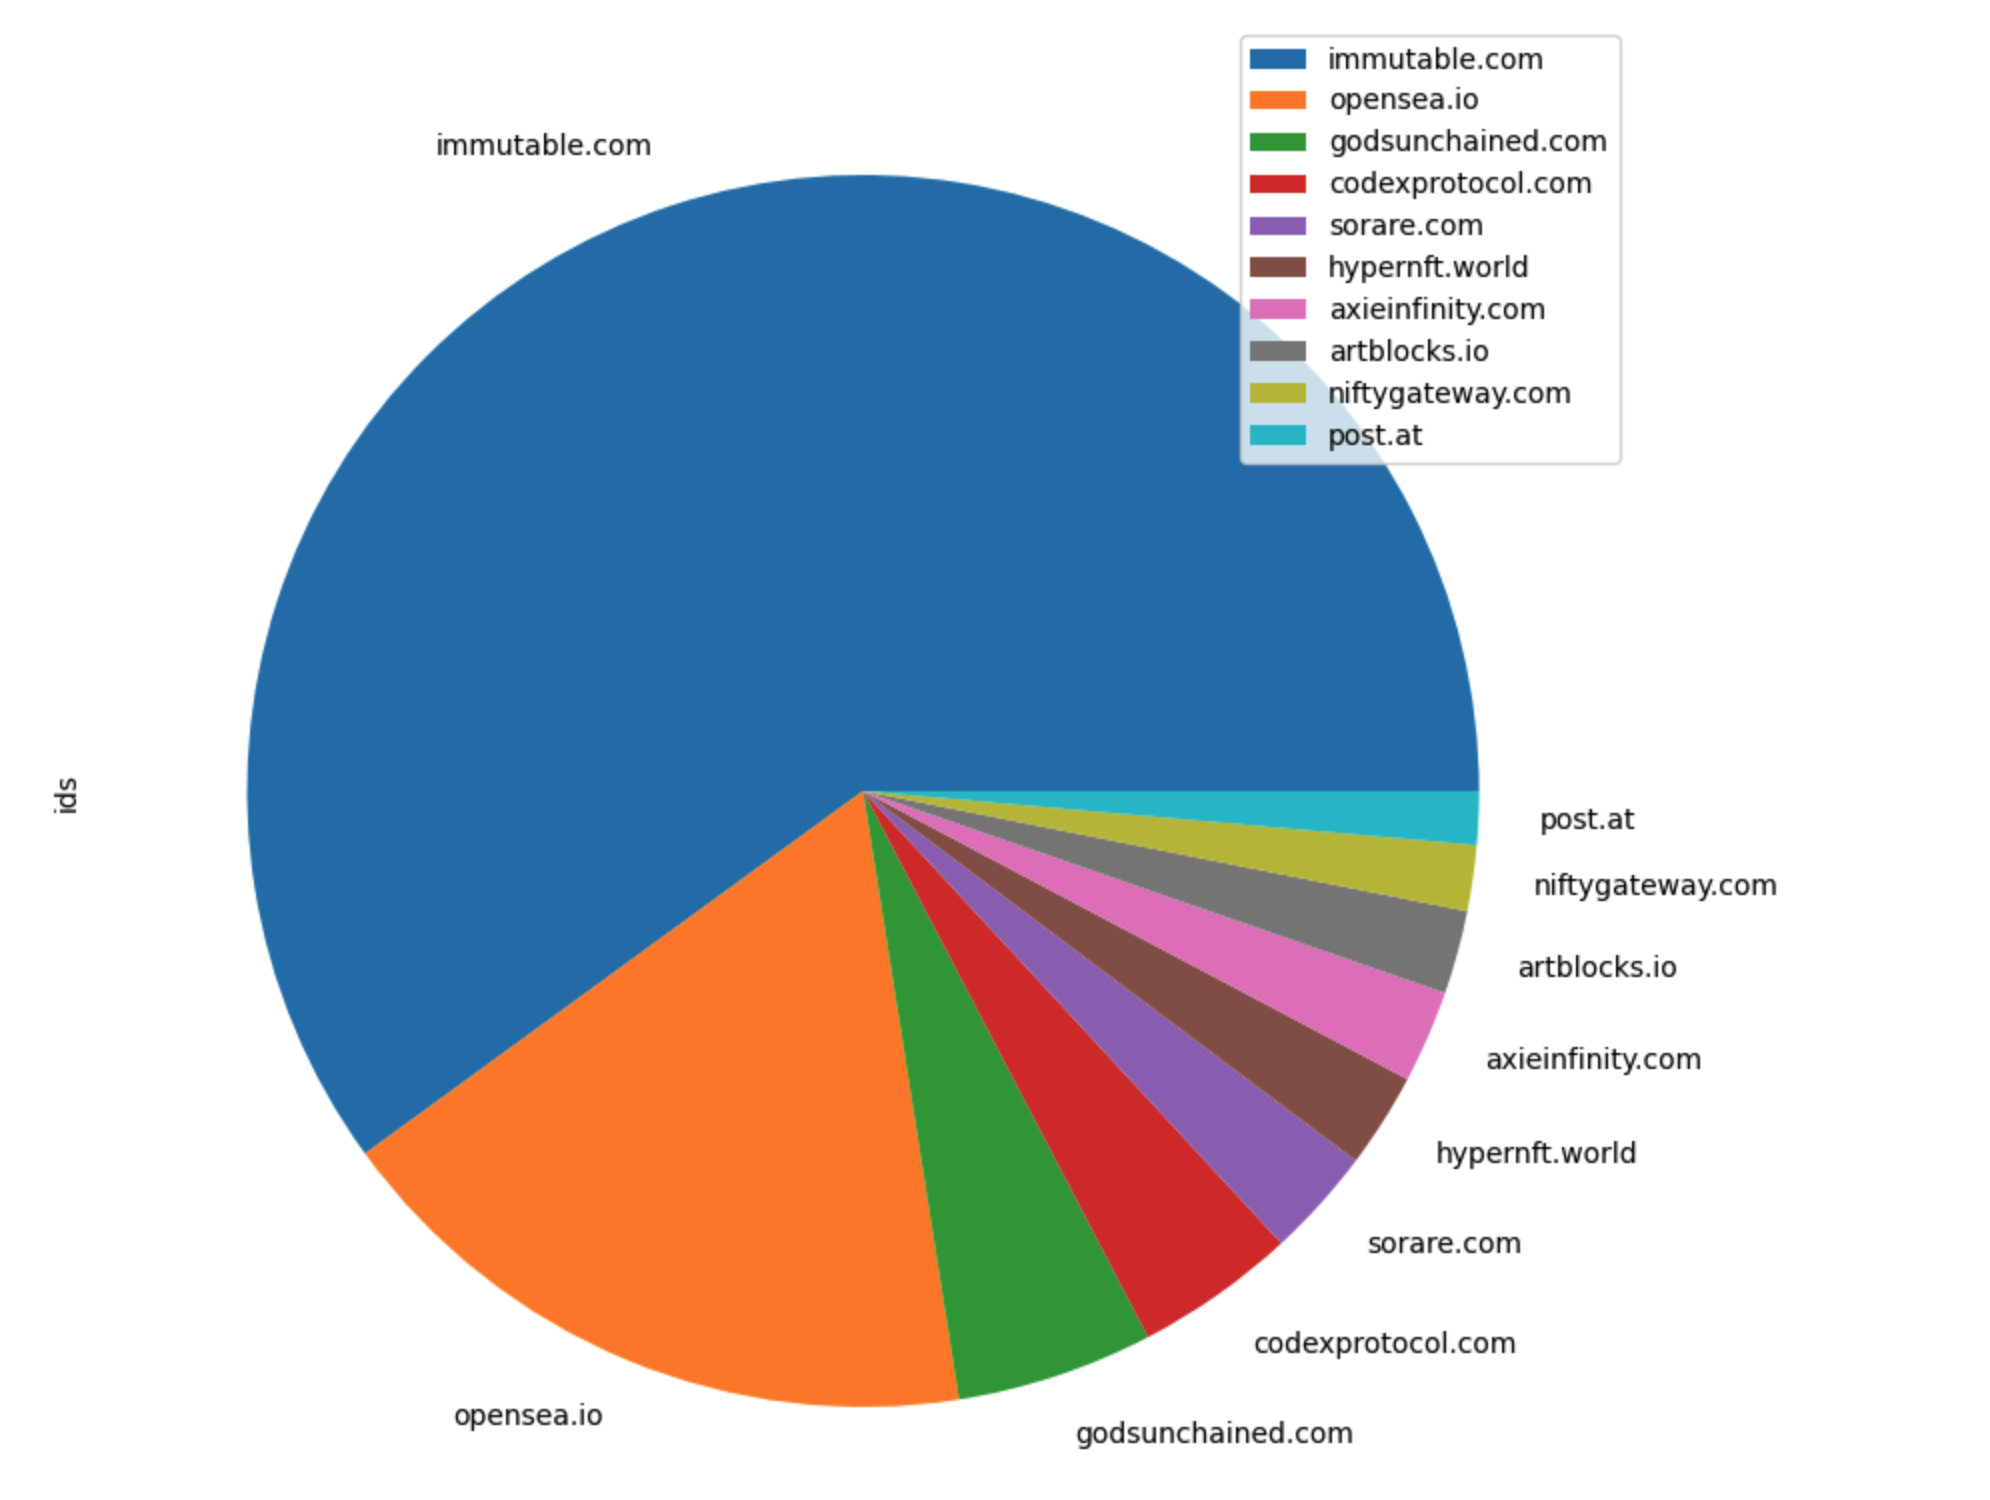 immutable.com
opensea.io
godsunchained.com
codexprotocol.com
sorare.com
hypernft.world
axieinfinity.com
artblocks.io
niftygateway.com
post.at
immutable.com
ids
post.at
niftygateway.com
artblocks.io
axieinfinity.com
hypernft.world
sorare.com
codexprotocol.com
opensea.io
godsunchained.com